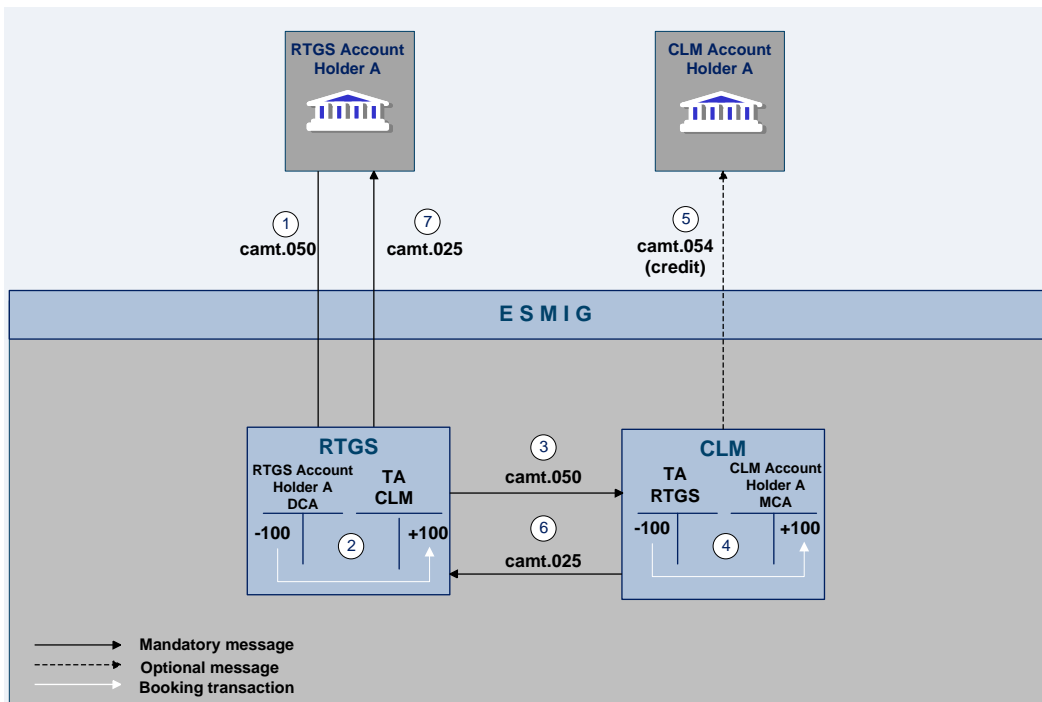 RTGS Account
Holder A
CLM Account
Holder A
1
camt.050
7
camt.025
5
camt.054
(credit)
E S M I G
RTGS
RTGS Account
Holder A
DCA
TA
CLM
-100
2
+100
3
camt.050
6
camt.025
CLM
TA
RTGS
CLM Account
Holder A
MCA
-100
4
+100
Mandatory message
Optional message
Booking transaction